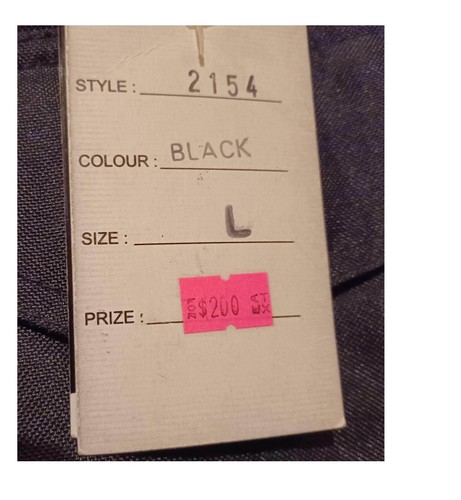 STYLE : 2154
COLOUR : BLACK
SIZE : L
PRIZE : $200